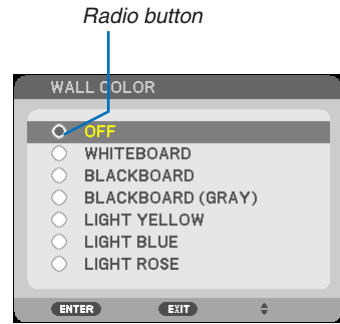 Radio button
WALL COLOR
OFF
WHITEBOARD
BLACKBOARD
BLACKBOARD (GRAY)
LIGHT YELLOW
LIGHT BLUE
LIGHT ROSE
ENTER EXIT